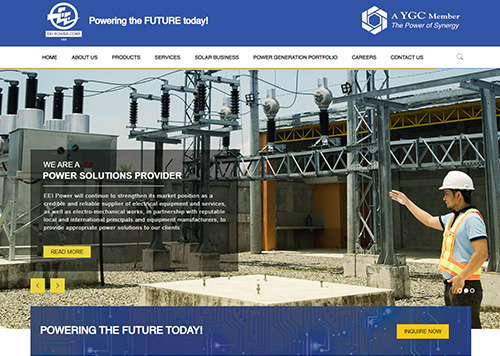 EEI POWER CORP.
Powering the FUTURE today!
A YGC Member
The Power of Synergy
HOME ABOUT US PRODUCTS SERVICES SOLAR BUSINESS POWER GENERATION PORTFOLIO CAREERS CONTACT US
WE ARE A
POWER SOLUTIONS PROVIDER
EEI Power will continue to strengthen its market position as a
credible and reliable supplier of electrical equipment and services,
as well as electro-mechanical works, in partnership with reputable
local and international principals and equipment manufacturers, to
provide appropriate power solutions to our clients.
READ MORE
POWERING THE FUTURE TODAY!
INQUIRE NOW